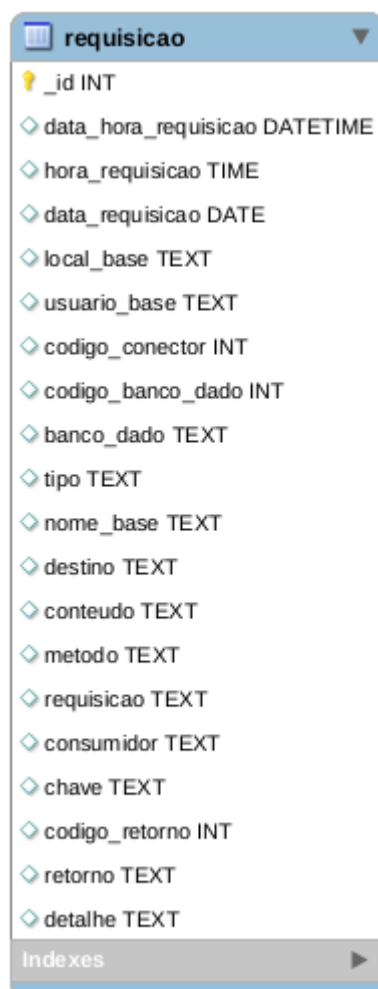 requisicao
_id INT
data_hora_requisicao DATETIME
hora_requisicao TIME
data_requisicao DATE
local_base TEXT
usuario_base TEXT
codigo_conector INT
codigo_banco_dado INT
banco_dado TEXT
tipo TEXT
nome_base TEXT
destino TEXT
conteudo TEXT
metodo TEXT
requisicao TEXT
consumidor TEXT
chave TEXT
codigo_retorno INT
retorno TEXT
detalhe TEXT
Indexes